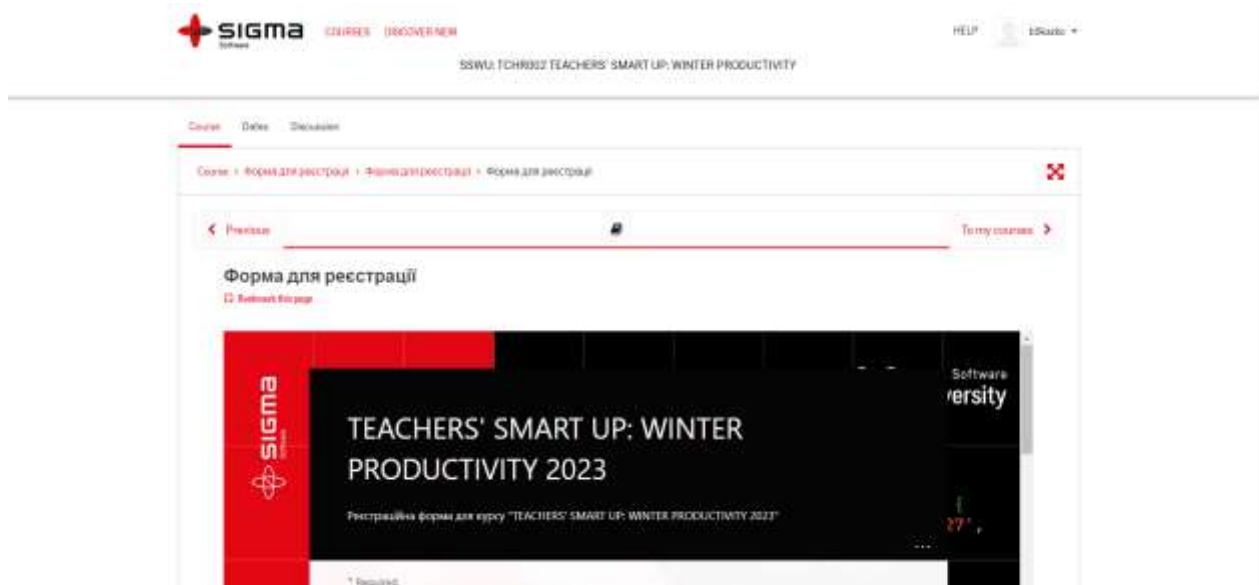 SIGMA
Software
COURSES DISCOVER NEW
HELP
SSWU: TCHR002 TEACHERS' SMART UP: WINTER PRODUCTIVITY
Course Dates Discussion
Course > Форма для реєстрації > Форма для реєстрації > Форма для реєстрації
Previous
To my courses
Форма для реєстрації
Bookmark this page
SIGMA
Software
Software
versity
TEACHERS' SMART UP: WINTER
PRODUCTIVITY 2023
Реєстраційна форма для курсу "TEACHERS' SMART UP: WINTER PRODUCTIVITY 2023"
{
27',
...
* Required